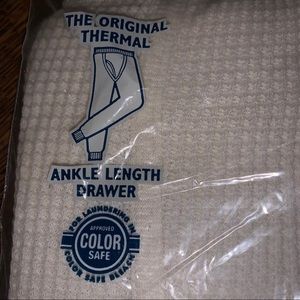 THE ORIGINAL
THERMAL
ANKLE LENGTH
DRAWER
FOR LAUNDERING IN
APPROVED
COLOR
SAFE
COLOR SAFE BLEACH